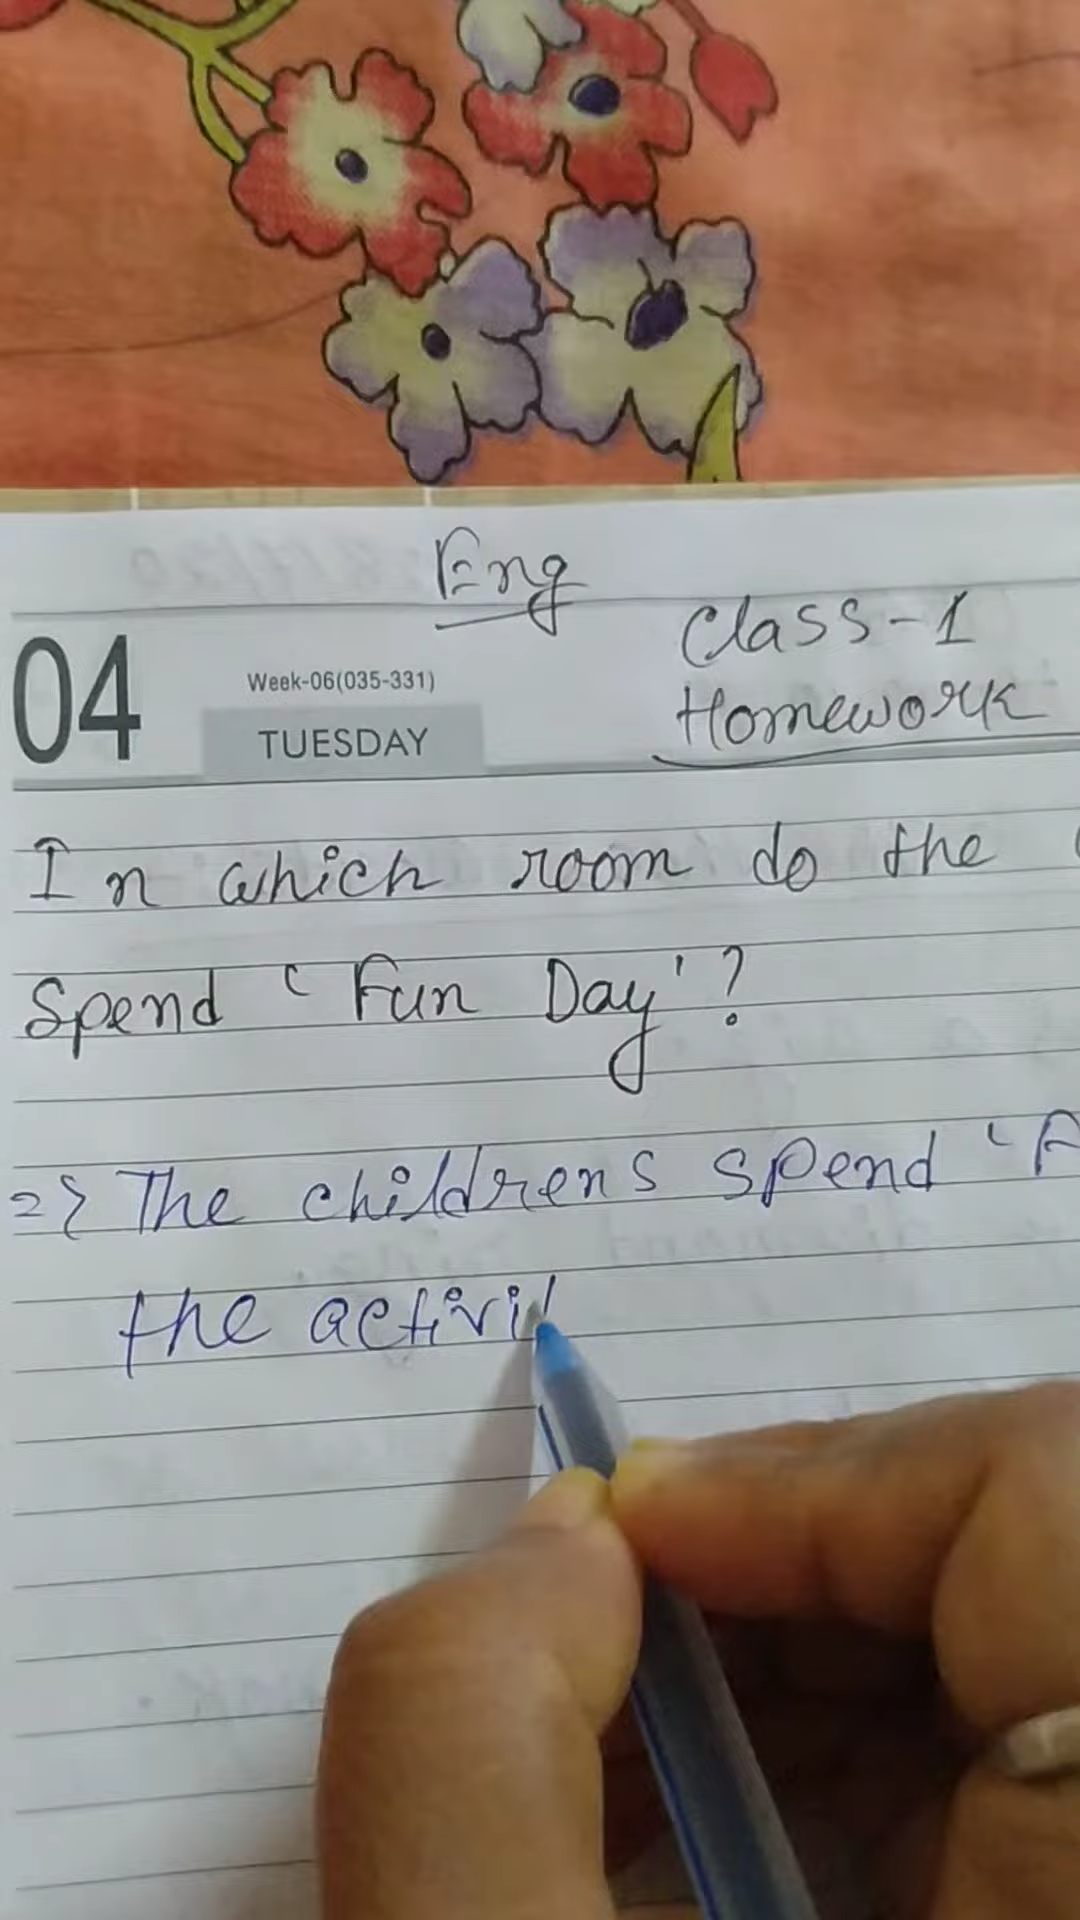 Eng
Class-1
Homework
04
Week-06(035-331)
TUESDAY
In which room do the
Spend ‘Fun Day’?
=> The childrens spend ‘
the activit